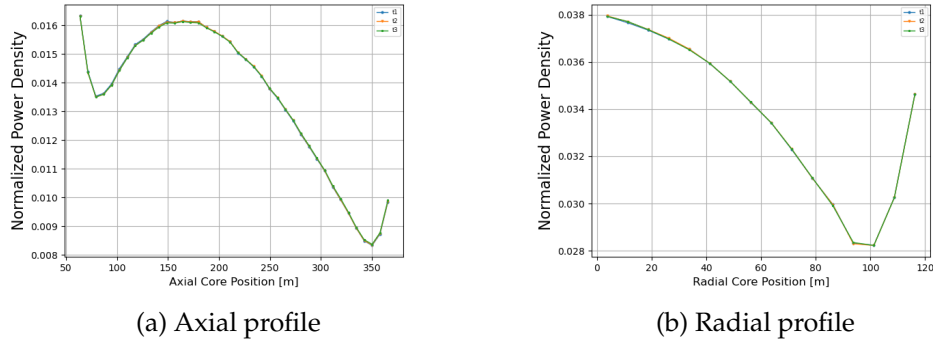 Normalized Power Density
0.016
0.015
0.014
0.013
0.012
0.011
0.010
0.009
0.008
50
100
150
200
250
300
350
Axial Core Position [m]
t1
t2
t3
(a) Axial profile
Normalized Power Density
0.038
0.036
0.034
0.032
0.030
0.028
0
20
40
60
80
100
120
Radial Core Position [m]
t1
t2
t3
(b) Radial profile